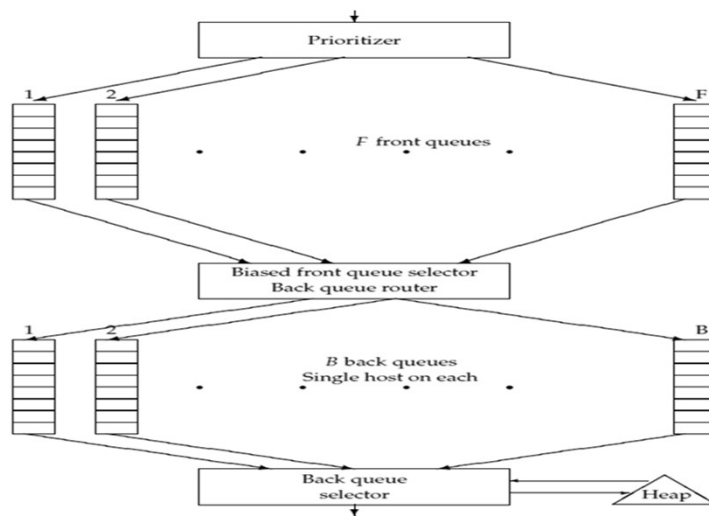 Prioritizer
1 2 F
F front queues
Biased front queue selector
Back queue router
1 2 B
B back queues
Single host on each
Back queue
selector
Heap